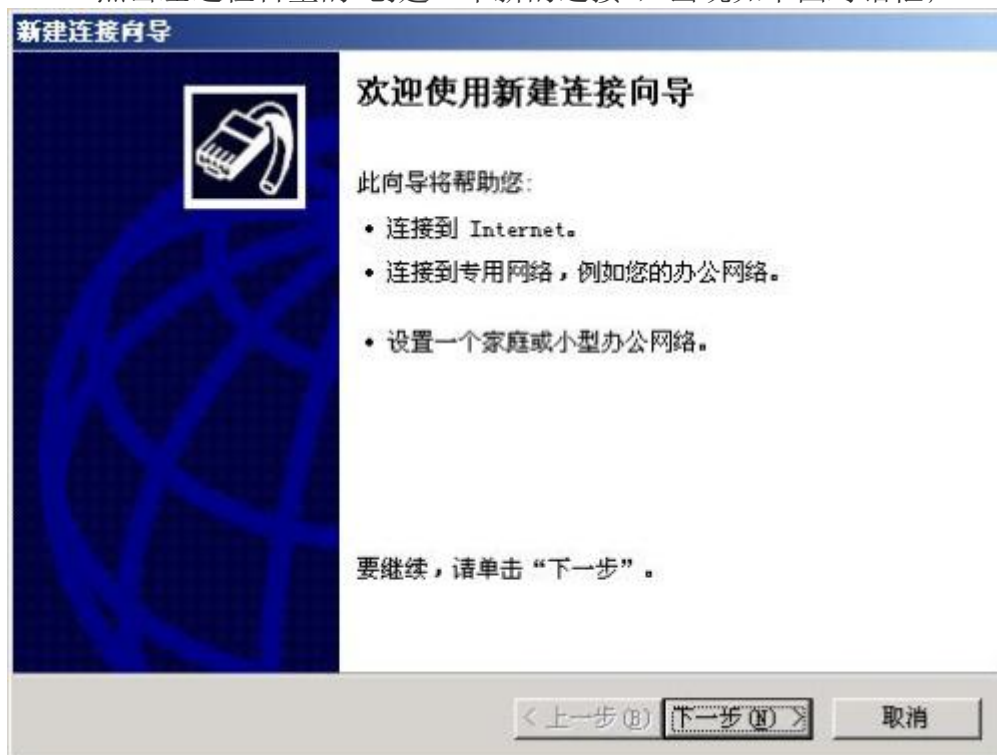 新建连接向导
欢迎使用新建连接向导
此向导将帮助您:
• 连接到 Internet。
• 连接到专用网络，例如您的办公网络。
• 设置一个家庭或小型办公网络。
要继续，请单击“下一步”。
< 上一步(B) 下一步(N) > 取消